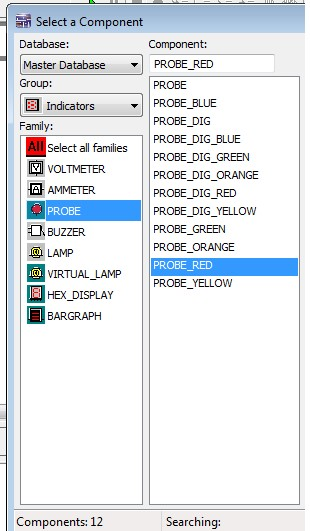 Select a Component
Database:
Master Database
Group:
Indicators
Family:
All Select all families
VOLTMETER
AMMETER
PROBE
BUZZER
LAMP
VIRTUAL_LAMP
HEX_DISPLAY
BARGRAPH
Component:
PROBE_RED
PROBE
PROBE_BLUE
PROBE_DIG
PROBE_DIG_BLUE
PROBE_DIG_GREEN
PROBE_DIG_ORANGE
PROBE_DIG_RED
PROBE_DIG_YELLOW
PROBE_GREEN
PROBE_ORANGE
PROBE_RED
PROBE_YELLOW
Components: 12
Searching: